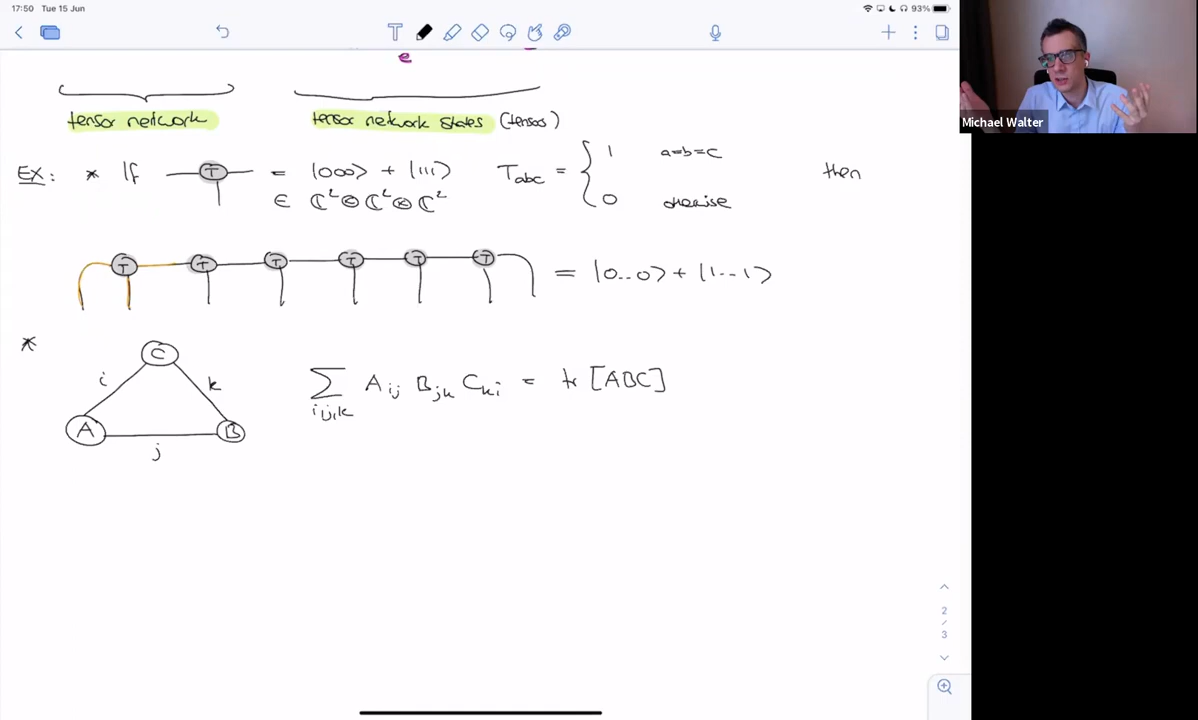 17:50 Tue 15 Jun 93%
e
tensor network tensor network states (tensors)
EX: * If T = |000⟩ + |111⟩ T_abc = { 1 a=b=c then
∈ ℂ² ⊗ ℂ² ⊗ ℂ² 0 otherwise
T T T T T T = |0...0⟩ + |1...1⟩
*
C
i k
A B
j
∑_{i,j,k} A_ij B_jk C_ki = tr [ABC]
Michael Walter
2
/
3